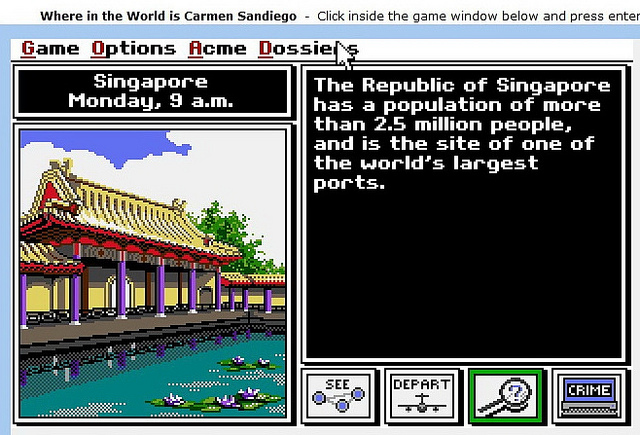 Where in the World is Carmen Sandiego - Click inside the game window below and press enter
Game Options Acme Dossiers
Singapore
Monday, 9 a.m.
The Republic of Singapore
has a population of more
than 2.5 million people,
and is the site of one of
the world's largest
ports.
SEE
DEPART
?
CRIME